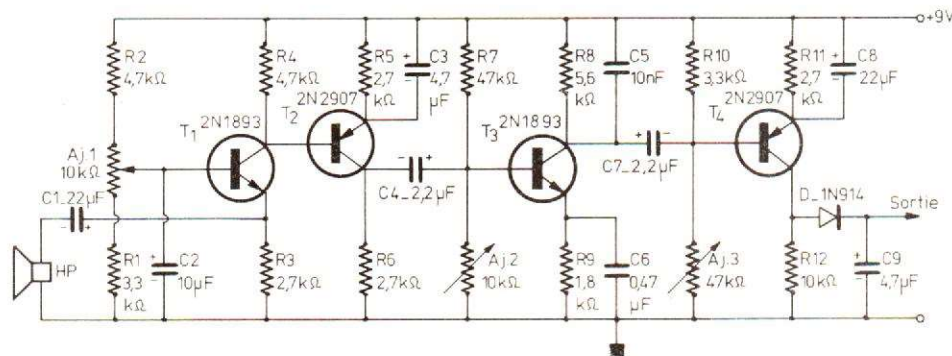 +9V
R2
4,7kΩ
R4
4,7kΩ
R5
2,7
kΩ
C3
4,7
µF
R7
47kΩ
R8
5,6
kΩ
C5
10nF
R10
3,3kΩ
R11
2,7
kΩ
C8
22µF
T1
2N1893
T2
2N2907
T3
2N1893
T4
2N2907
Aj.1
10kΩ
C1_22µF
C4_2,2µF
C7_2,2µF
D_1N914
Sortie
HP
R1
3,3
kΩ
C2
10µF
R3
2,7kΩ
R6
2,7kΩ
Aj.2
10kΩ
R9
1,8
kΩ
C6
0,47
µF
Aj.3
47kΩ
R12
10kΩ
C9
4,7µF